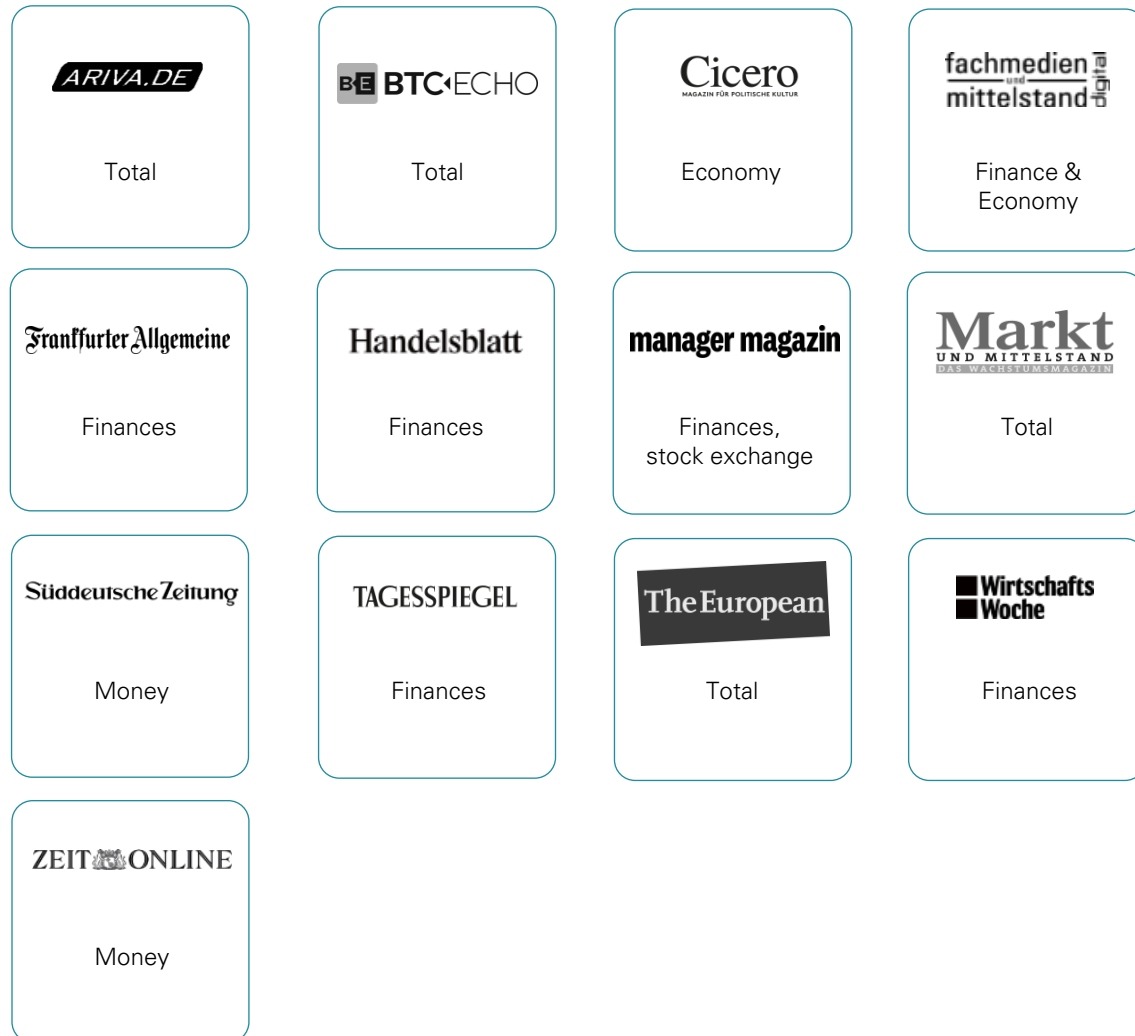 ARIVA.DE
Total
BE BTC ECHO
Total
Cicero
MAGAZIN FÜR POLITISCHE KULTUR
Economy
fachmedien
und
mittelstand
digital
Finance &
Economy
Frankfurter Allgemeine
Finances
Handelsblatt
Finances
manager magazin
Finances,
stock exchange
Markt
UND MITTELSTAND
DAS WACHSTUMSMAGAZIN
Total
Süddeutsche Zeitung
Money
TAGESSPIEGEL
Finances
The European
Total
Wirtschafts
Woche
Finances
ZEIT ONLINE
Money